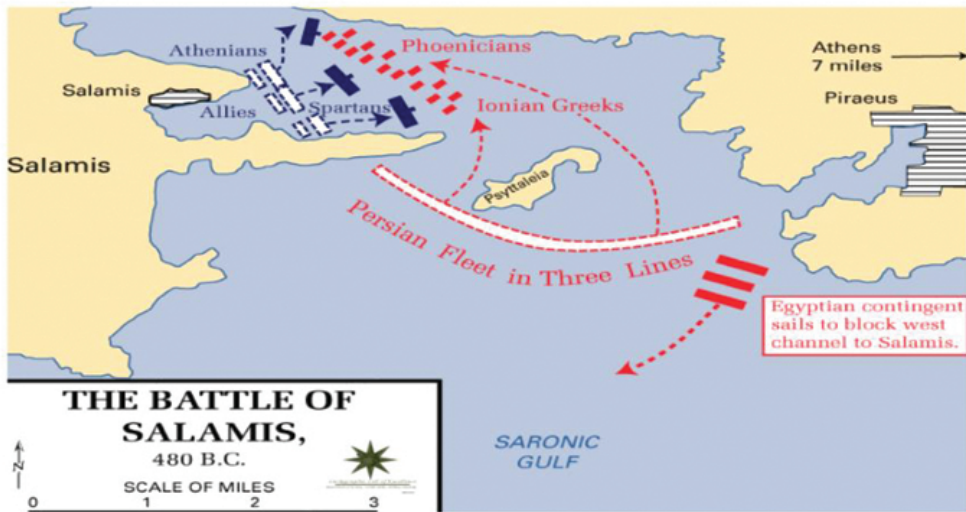 Athenians
Phoenicians
Athens
7 miles
Salamis
Allies
Spartans
Ionian Greeks
Piraeus
Salamis
Psyttaleia
Persian Fleet in Three Lines
Egyptian contingent
sails to block west
channel to Salamis.
THE BATTLE OF
SALAMIS,
480 B.C.
SARONIC
GULF
N
SCALE OF MILES
0 1 2 3